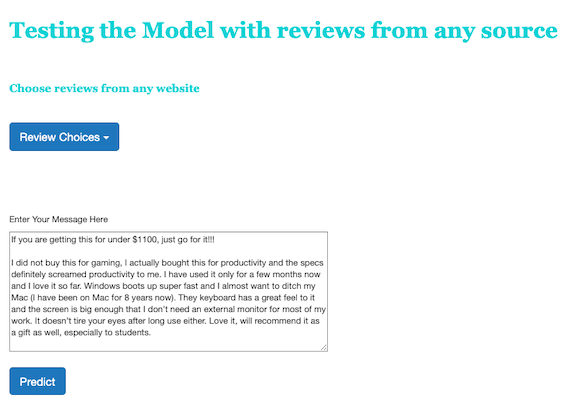 Testing the Model with reviews from any source
Choose reviews from any website
Review Choices
Enter Your Message Here
If you are getting this for under $1100, just go for it!!!
I did not buy this for gaming, I actually bought this for productivity and the specs
definitely screamed productivity to me. I have used it only for a few months now
and I love it so far. Windows boots up super fast and I almost want to ditch my
Mac (I have been on Mac for 8 years now). They keyboard has a great feel to it
and the screen is big enough that I don't need an external monitor for most of my
work. It doesn't tire your eyes after long use either. Love it, will recommend it as
a gift as well, especially to students.
Predict